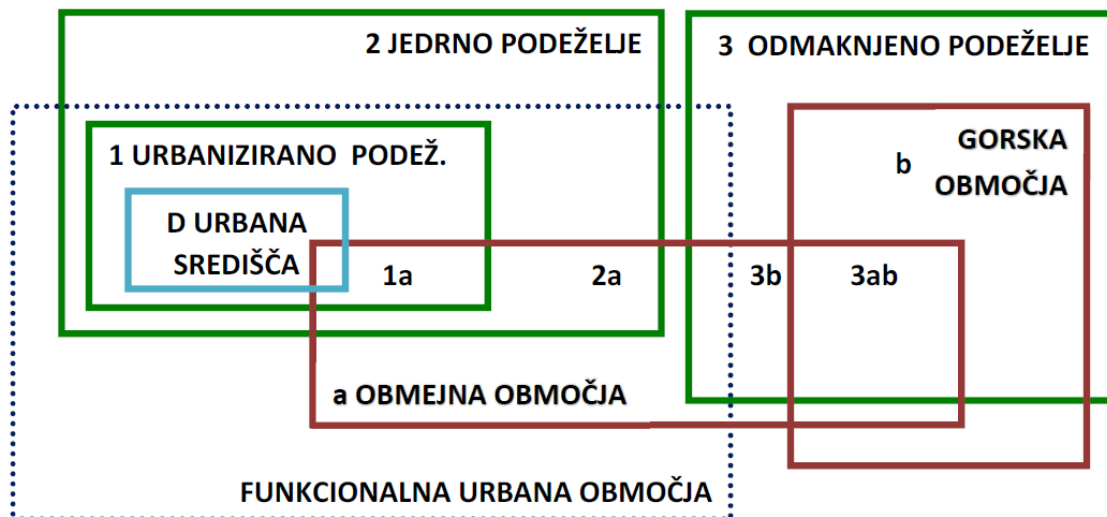 2 JEDRNO PODEŽELJE
3 ODMAKNJENO PODEŽELJE
1 URBANIZIRANO PODEŽ.
GORSKA
b
OBMOČJA
D URBANA
SREDIŠČA
1a
2a
3b
3ab
a OBMEJNA OBMOČJA
FUNKCIONALNA URBANA OBMOČJA